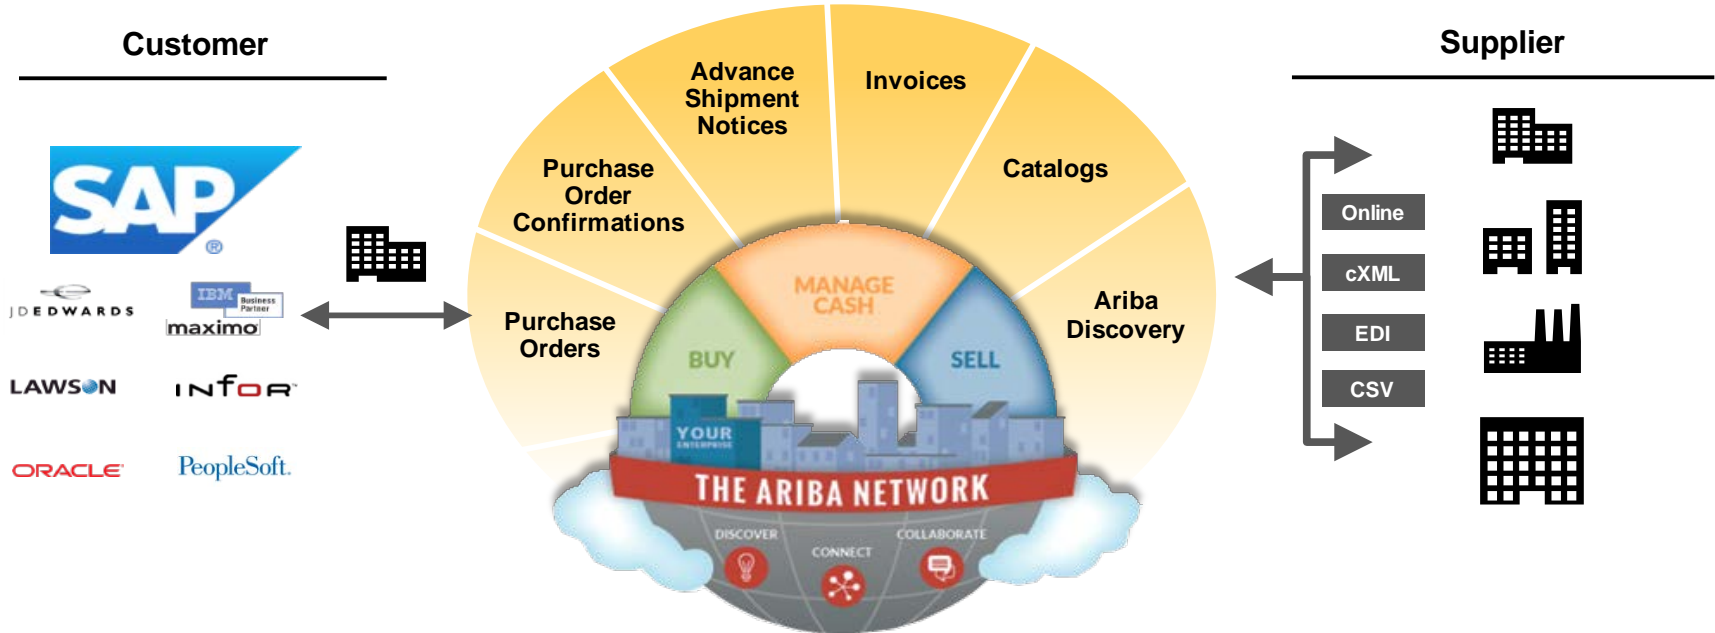 Customer
SAP
®
JDEDWARDS
IBM
Business
Partner
maximo
LAWSON
INFOR™
ORACLE®
PeopleSoft.
Purchase
Orders
Purchase
Order
Confirmations
Advance
Shipment
Notices
Invoices
Catalogs
Ariba
Discovery
BUY
MANAGE
CASH
SELL
YOUR
ENTERPRISE
THE ARIBA NETWORK
DISCOVER
CONNECT
COLLABORATE
Supplier
Online
cXML
EDI
CSV